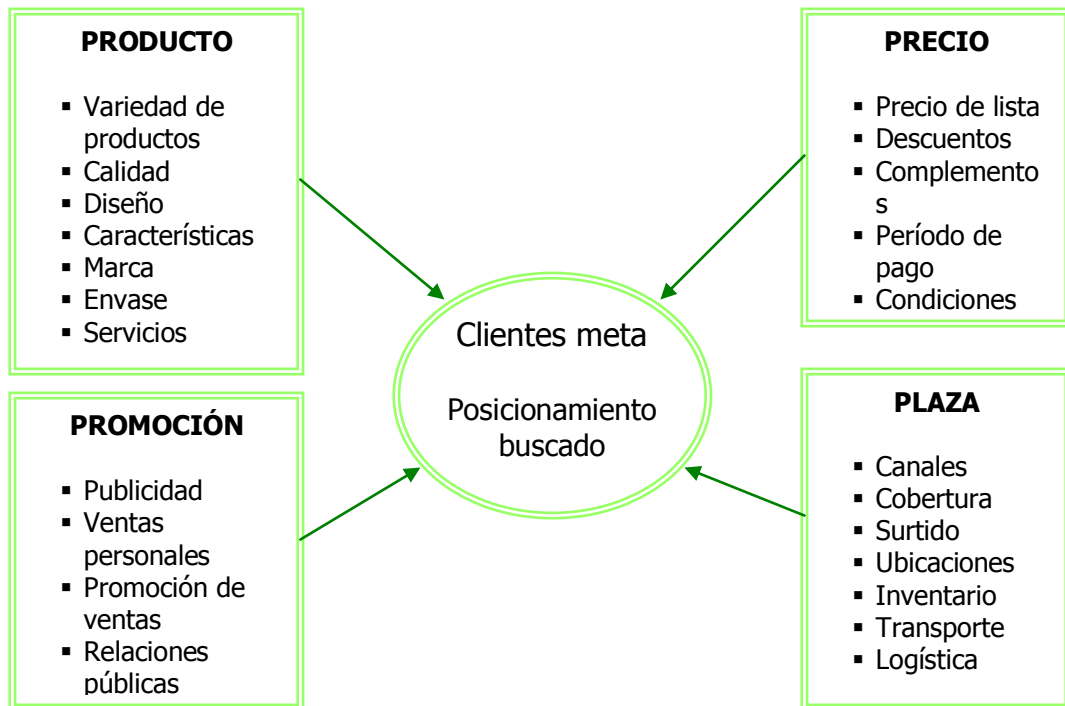 PRODUCTO
▪ Variedad de
productos
▪ Calidad
▪ Diseño
▪ Características
▪ Marca
▪ Envase
▪ Servicios
PRECIO
▪ Precio de lista
▪ Descuentos
▪ Complemento
s
▪ Período de
pago
▪ Condiciones
Clientes meta
Posicionamiento
buscado
PROMOCIÓN
▪ Publicidad
▪ Ventas
personales
▪ Promoción de
ventas
▪ Relaciones
públicas
PLAZA
▪ Canales
▪ Cobertura
▪ Surtido
▪ Ubicaciones
▪ Inventario
▪ Transporte
▪ Logística